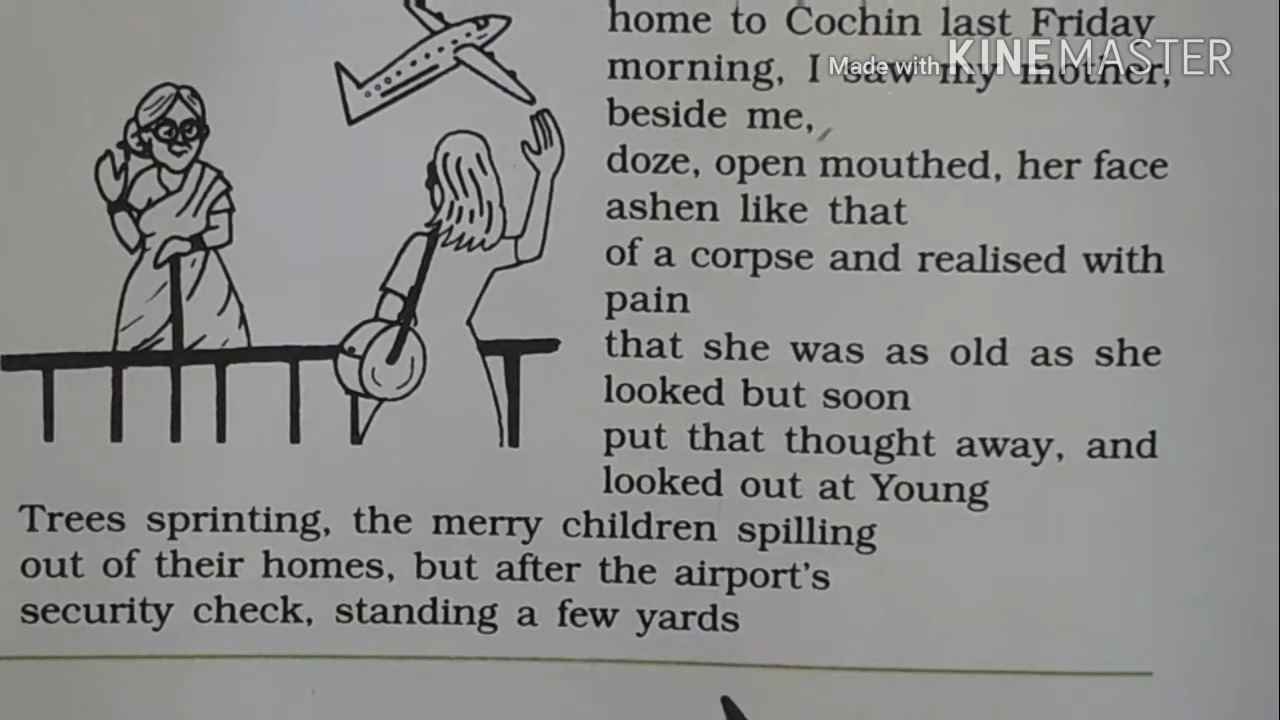 home to Cochin last Friday
Made with KINEMASTER
morning, I saw my mother,
beside me,
doze, open mouthed, her face
ashen like that
of a corpse and realised with
pain
that she was as old as she
looked but soon
put that thought away, and
looked out at Young
Trees sprinting, the merry children spilling
out of their homes, but after the airport's
security check, standing a few yards